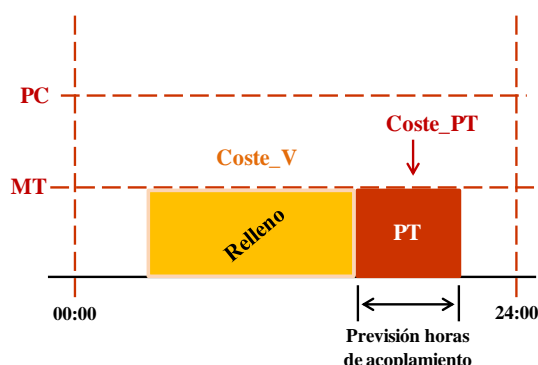 PC
Coste_PT
Coste_V
MT
Relleno
PT
00:00
24:00
Previsión horas
de acoplamiento